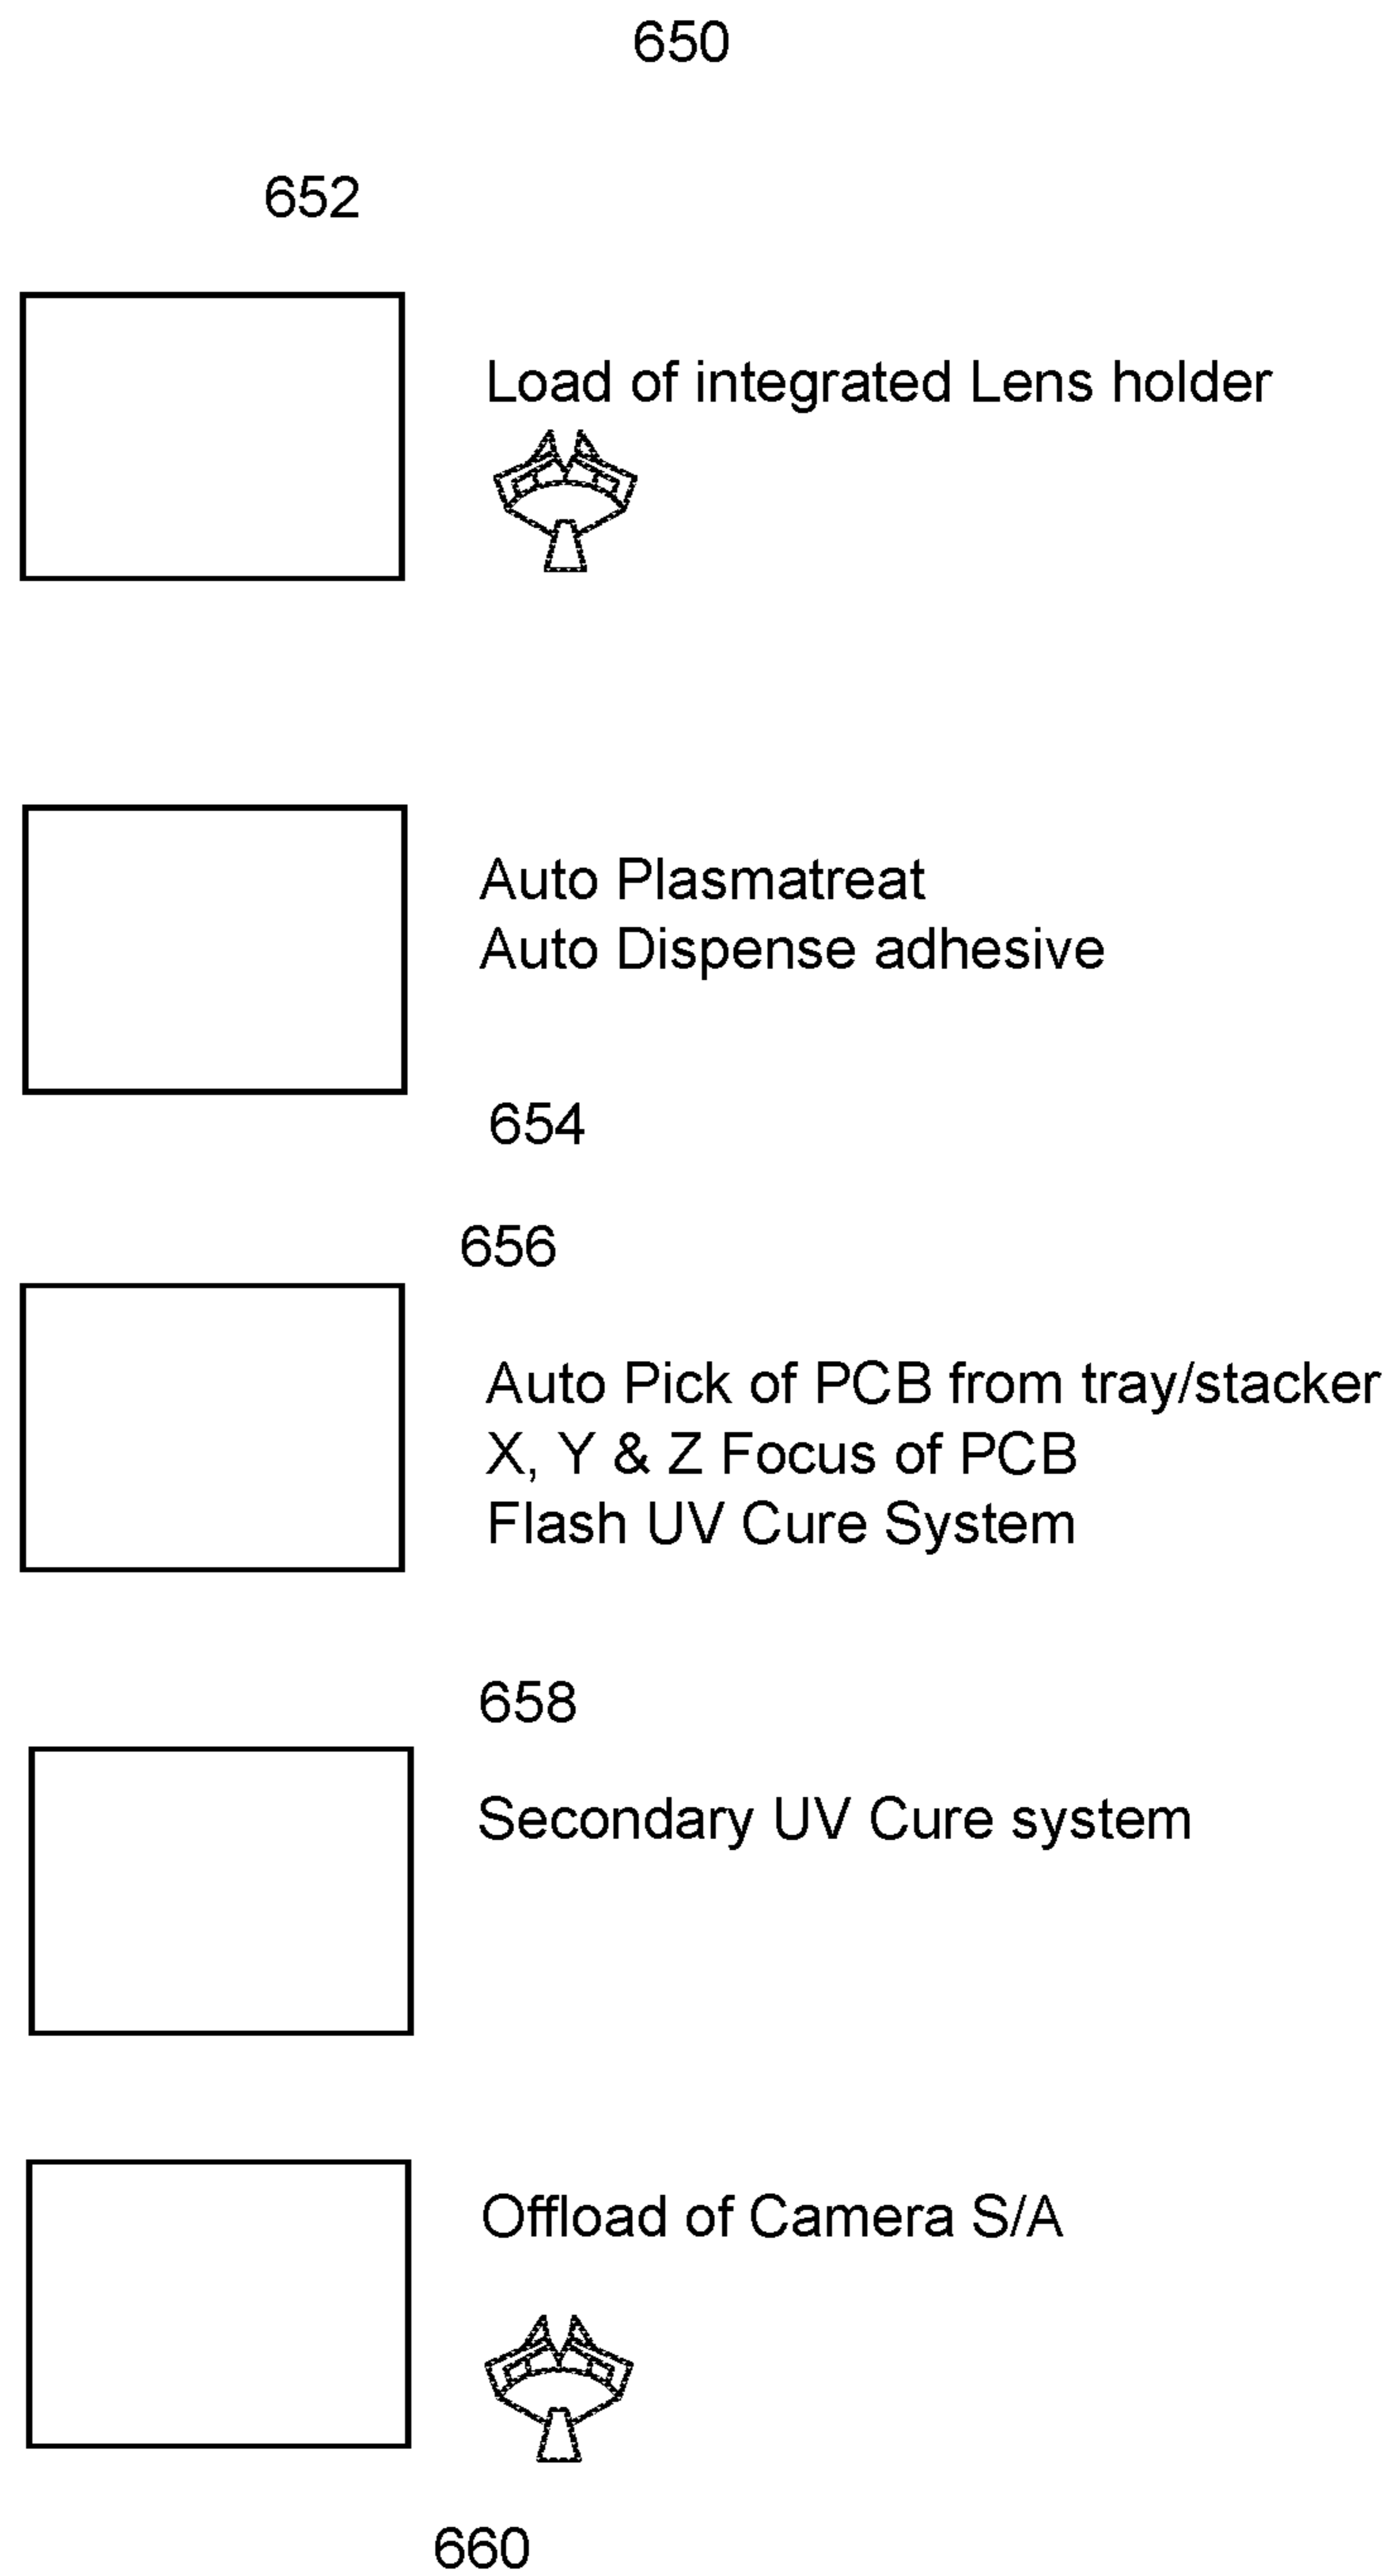 650
652
Load of integrated Lens holder
Auto Plasmatreat
Auto Dispense adhesive
654
656
Auto Pick of PCB from tray/stacker
X, Y & Z Focus of PCB
Flash UV Cure System
658
Secondary UV Cure system
Offload of Camera S/A
660